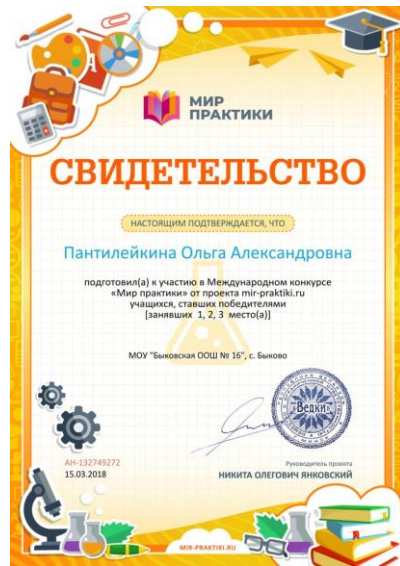 МИР
ПРАКТИКИ
СВИДЕТЕЛЬСТВО
НАСТОЯЩИМ ПОДТВЕРЖДАЕТСЯ, ЧТО
Пантилейкина Ольга Александровна
подготовил(а) к участию в Международном конкурсе
«Мир практики» от проекта mir-praktiki.ru
учащихся, ставших победителями
[занявших 1, 2, 3 место(а)]
МОУ "Быковская ООШ № 16", с. Быково
«Ведки»
АН-132749272
15.03.2018
Руководитель проекта
НИКИТА ОЛЕГОВИЧ ЯНКОВСКИЙ
MIR-PRAKTIKI.RU